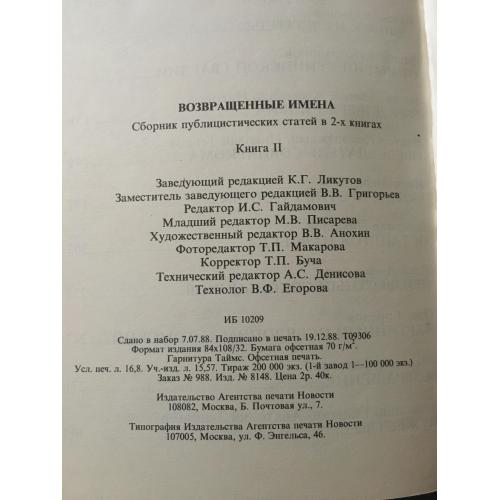 ВОЗВРАЩЕННЫЕ ИМЕНА
Сборник публицистических статей в 2-х книгах
Книга II
Заведующий редакцией К.Г. Ликутов
Заместитель заведующего редакцией В.В. Григорьев
Редактор И.С. Гайдамович
Младший редактор М.В. Писарева
Художественный редактор В.В. Анохин
Фоторедактор Т.П. Макарова
Корректор Т.П. Буча
Технический редактор А.С. Денисова
Технолог В.Ф. Егорова
ИБ 10209
Сдано в набор 7.07.88. Подписано в печать 19.12.88. Т09306
Формат издания 84х108/32. Бумага офсетная 70 г/м².
Гарнитура Таймс. Офсетная печать.
Усл. печ. л. 16,8. Уч.-изд. л. 15,57. Тираж 200 000 экз. (1-й завод 1—100 000 экз.)
Заказ № 988. Изд. № 8148. Цена 2р. 40к.
Издательство Агентства печати Новости
108082, Москва, Б. Почтовая ул., 7.
Типография Издательства Агентства печати Новости
107005, Москва, ул. Ф. Энгельса, 46.